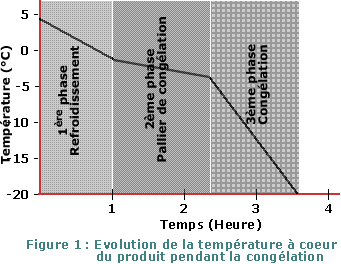 Température (°C)
5
0
-5
-10
-15
-20
1ère phase
Refroidissement
2ème phase
Pallier de congélation
3ème phase
Congélation
1
2
3
4
Temps (Heure)
Figure 1 : Evolution de la température à coeur
du produit pendant la congélation